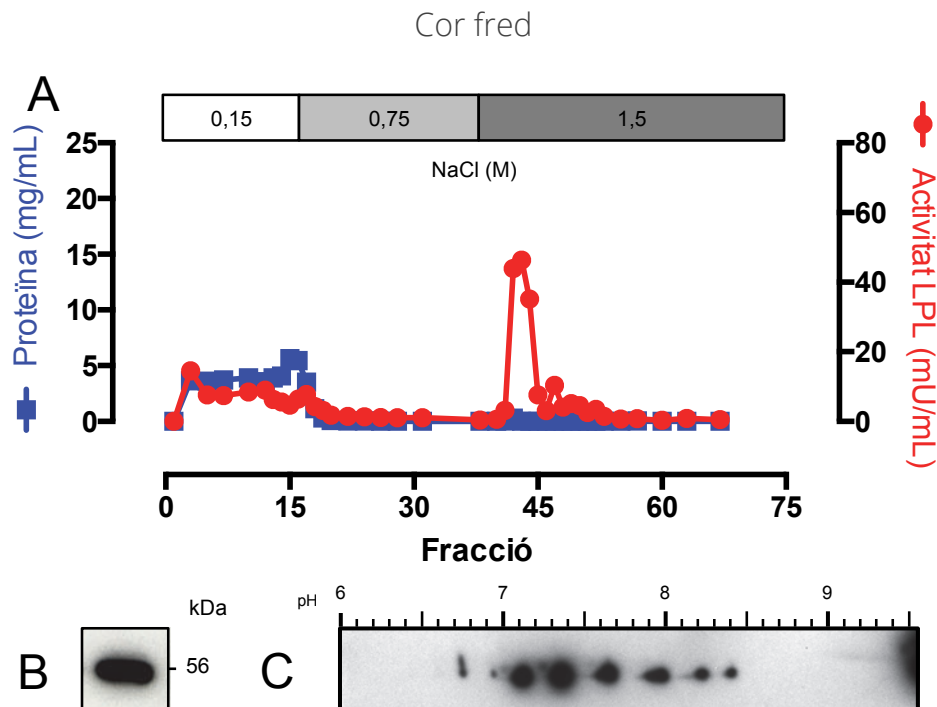 Cor fred
A
0,15 0,75 1,5
NaCl (M)
Proteïna (mg/mL)
25
20
15
10
5
0
80
60
40
20
0
Activitat LPL (mU/mL)
0 15 30 45 60 75
Fracció
B
kDa
56
C
pH 6 7 8 9